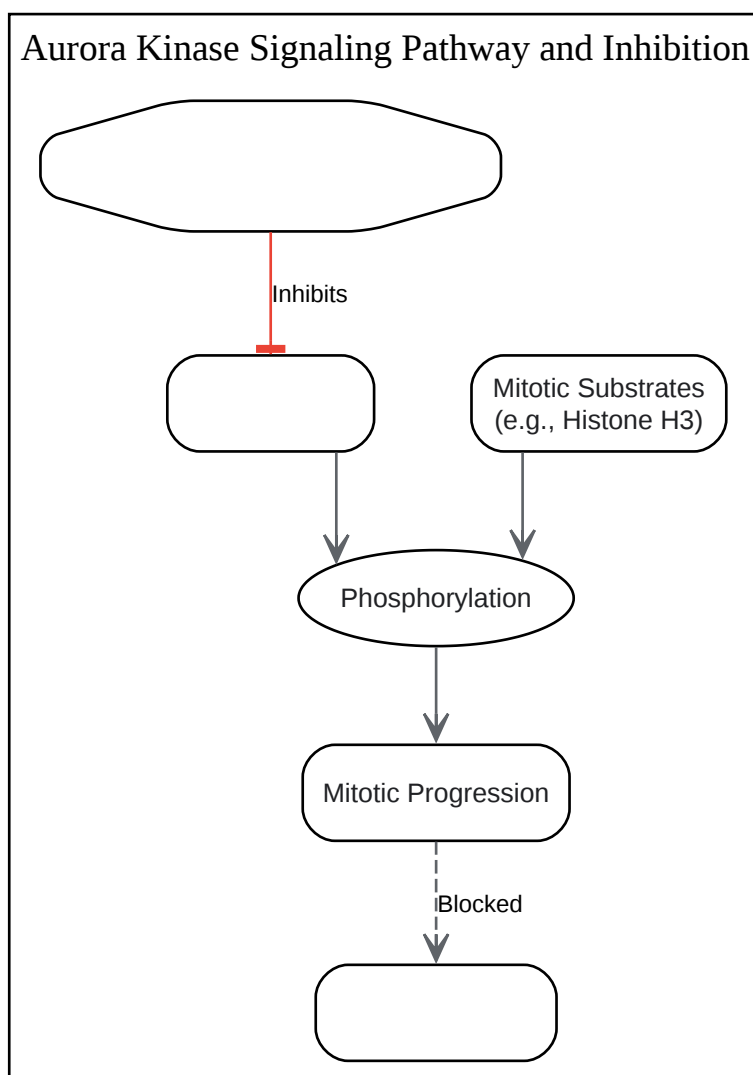 Aurora Kinase Signaling Pathway and Inhibition
Inhibits
Mitotic Substrates
(e.g., Histone H3)
Phosphorylation
Mitotic Progression
Blocked